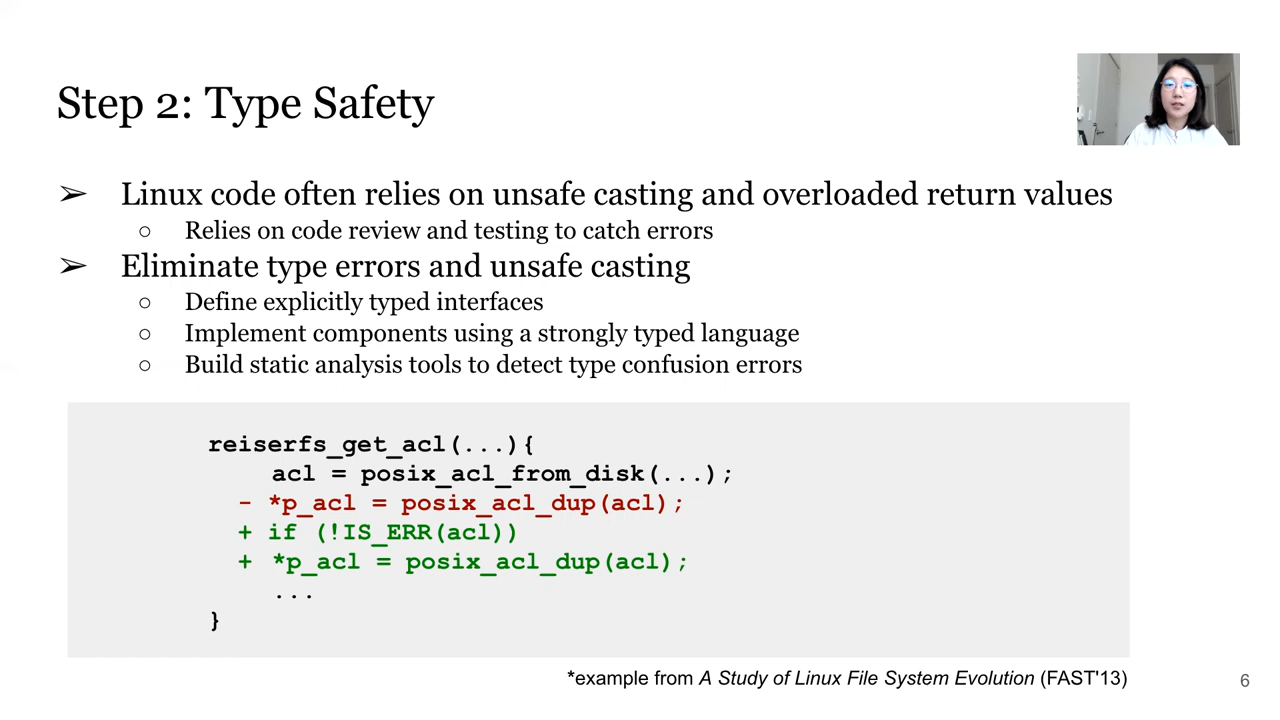 Step 2: Type Safety
➢ Linux code often relies on unsafe casting and overloaded return values
○ Relies on code review and testing to catch errors
➢ Eliminate type errors and unsafe casting
○ Define explicitly typed interfaces
○ Implement components using a strongly typed language
○ Build static analysis tools to detect type confusion errors
reiserfs_get_acl(...){
acl = posix_acl_from_disk(...);
- *p_acl = posix_acl_dup(acl);
+ if (!IS_ERR(acl))
+ *p_acl = posix_acl_dup(acl);
...
}
*example from A Study of Linux File System Evolution (FAST'13)
6